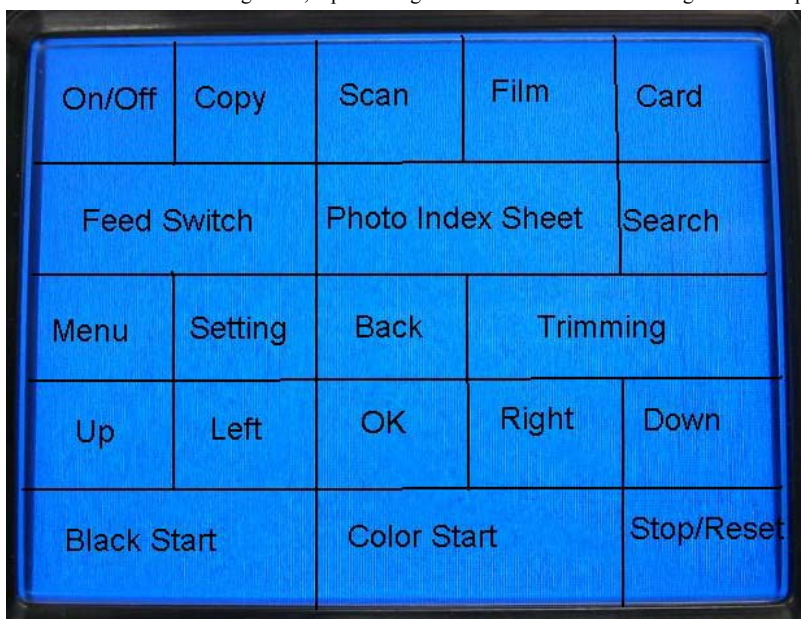 On/Off Copy Scan Film Card
Feed Switch Photo Index Sheet Search
Menu Setting Back Trimming
Up Left OK Right Down
Black Start Color Start Stop/Reset